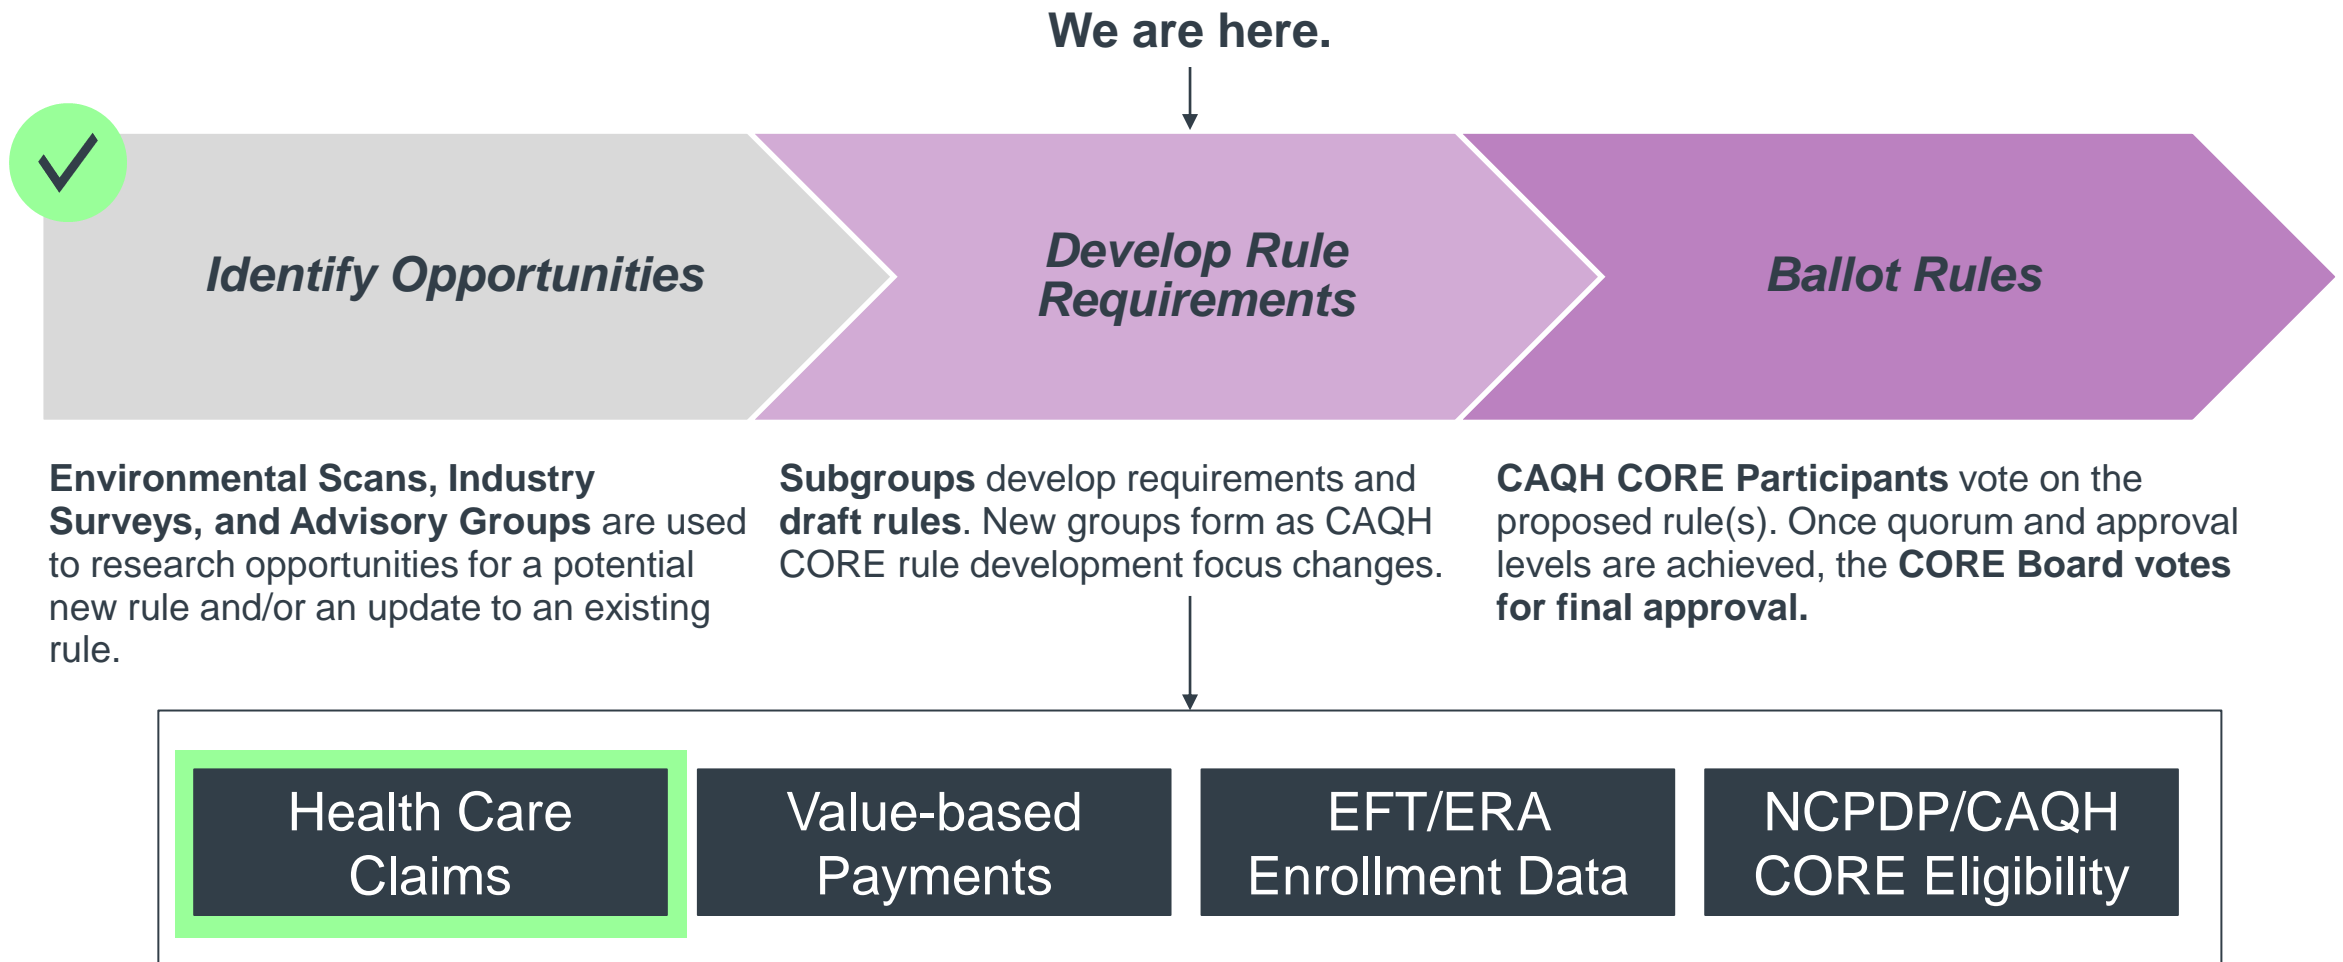 We are here.
Identify Opportunities
Develop Rule
Requirements
Ballot Rules
Environmental Scans, Industry
Surveys, and Advisory Groups are used
to research opportunities for a potential
new rule and/or an update to an existing
rule.
Subgroups develop requirements and
draft rules. New groups form as CAQH
CORE rule development focus changes.
CAQH CORE Participants vote on the
proposed rule(s). Once quorum and approval
levels are achieved, the CORE Board votes
for final approval.
Health Care
Claims
Value-based
Payments
EFT/ERA
Enrollment Data
NCPDP/CAQH
CORE Eligibility